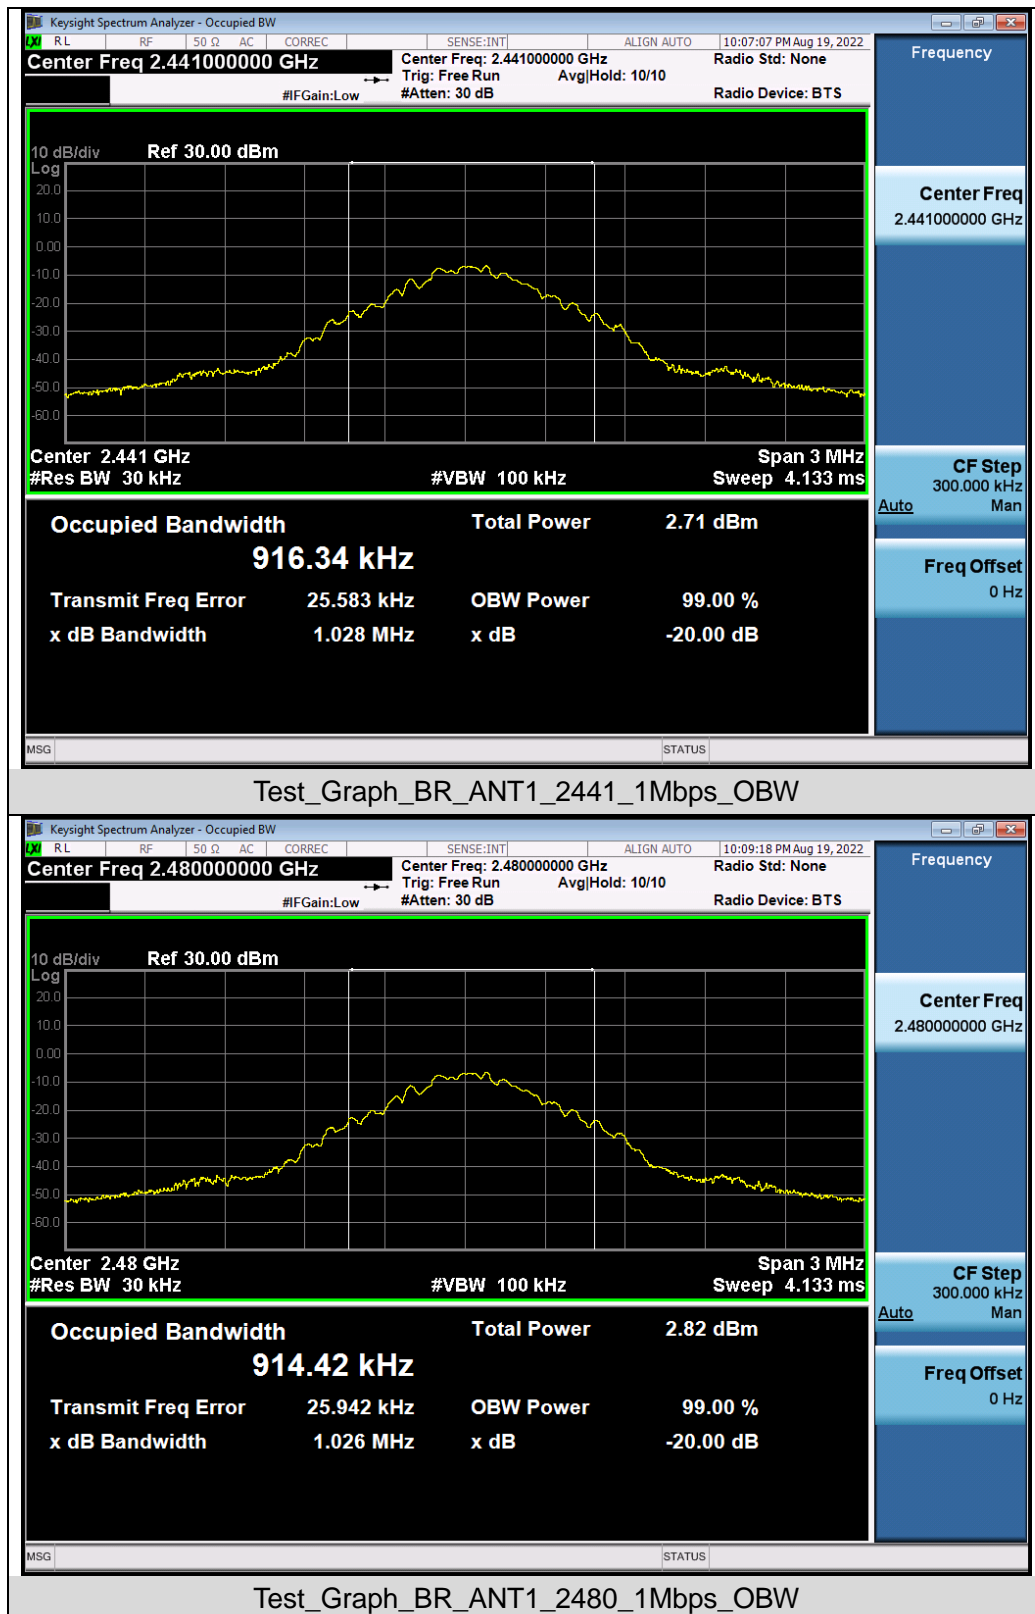 Keysight Spectrum Analyzer - Occupied BW
LXI RL RF 50 Ω AC CORREC SENSE:INT ALIGN AUTO 10:07:07 PM Aug 19, 2022
Center Freq 2.441000000 GHz
Center Freq: 2.441000000 GHz
Radio Std: None
Trig: Free Run Avg|Hold: 10/10
#IFGain:Low
#Atten: 30 dB
Radio Device: BTS
Frequency
10 dB/div Ref 30.00 dBm
Log
20.0
10.0
0.00
-10.0
-20.0
-30.0
-40.0
-50.0
-60.0
Center 2.441 GHz
Span 3 MHz
#Res BW 30 kHz
#VBW 100 kHz
Sweep 4.133 ms
Center Freq
2.441000000 GHz
CF Step
300.000 kHz
Auto Man
Freq Offset
0 Hz
Occupied Bandwidth
Total Power 2.71 dBm
916.34 kHz
Transmit Freq Error 25.583 kHz
OBW Power 99.00 %
x dB Bandwidth 1.028 MHz
x dB -20.00 dB
MSG
STATUS
Test_Graph_BR_ANT1_2441_1Mbps_OBW
Keysight Spectrum Analyzer - Occupied BW
LXI RL RF 50 Ω AC CORREC SENSE:INT ALIGN AUTO 10:09:18 PM Aug 19, 2022
Center Freq 2.480000000 GHz
Center Freq: 2.480000000 GHz
Radio Std: None
Trig: Free Run Avg|Hold: 10/10
#IFGain:Low
#Atten: 30 dB
Radio Device: BTS
Frequency
10 dB/div Ref 30.00 dBm
Log
20.0
10.0
0.00
-10.0
-20.0
-30.0
-40.0
-50.0
-60.0
Center 2.48 GHz
Span 3 MHz
#Res BW 30 kHz
#VBW 100 kHz
Sweep 4.133 ms
Center Freq
2.480000000 GHz
CF Step
300.000 kHz
Auto Man
Freq Offset
0 Hz
Occupied Bandwidth
Total Power 2.82 dBm
914.42 kHz
Transmit Freq Error 25.942 kHz
OBW Power 99.00 %
x dB Bandwidth 1.026 MHz
x dB -20.00 dB
MSG
STATUS
Test_Graph_BR_ANT1_2480_1Mbps_OBW